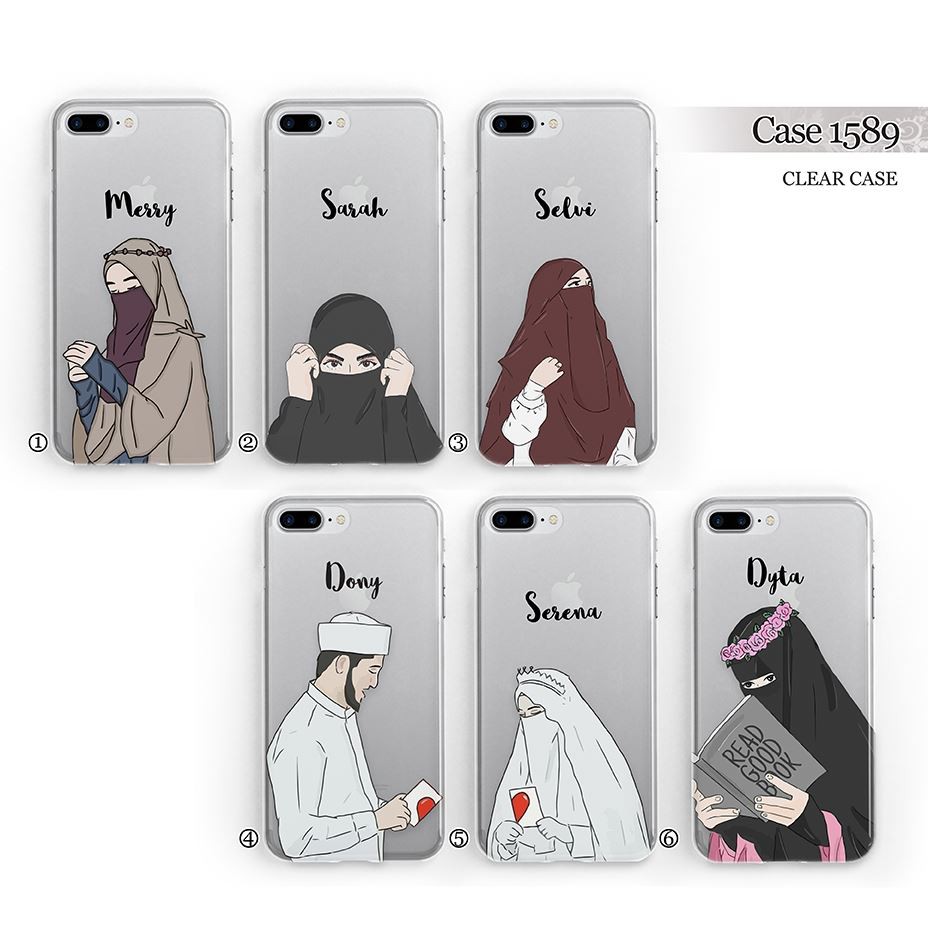 Case 1589
CLEAR CASE
Merry
Sarah
Selvi
①
②
③
Dony
Serena
Dyta
READ
GOOD
BOOK
④
⑤
⑥